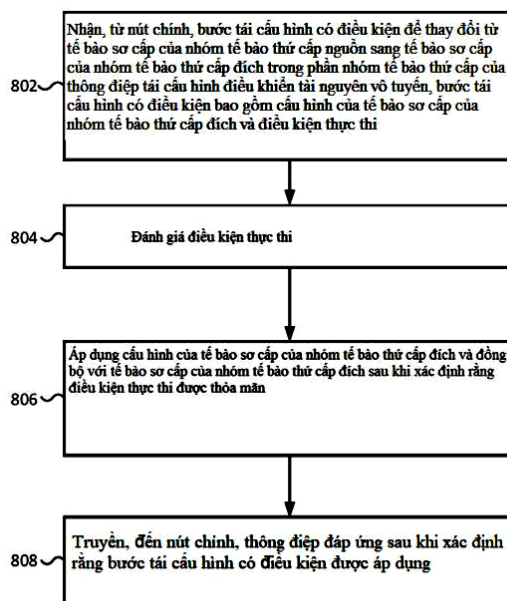 Nhận, từ nút chính, bước tái cấu hình có điều kiện để thay đổi từ
tế bào sơ cấp của nhóm tế bào thứ cấp nguồn sang tế bào sơ cấp
của nhóm tế bào thứ cấp đích trong phần nhóm tế bào thứ cấp của
thông điệp tái cấu hình điều khiển tài nguyên vô tuyến, bước tái
cấu hình có điều kiện bao gồm cấu hình của tế bào sơ cấp của
nhóm tế bào thứ cấp đích và điều kiện thực thi
802
804
Đánh giá điều kiện thực thi
Áp dụng cấu hình của tế bào sơ cấp của nhóm tế bào thứ cấp đích và đồng
bộ với tế bào sơ cấp của nhóm tế bào thứ cấp đích sau khi xác định rằng
điều kiện thực thi được thỏa mãn
806
Truyền, đến nút chính, thông điệp đáp ứng sau khi xác định
rằng bước tái cấu hình có điều kiện được áp dụng
808